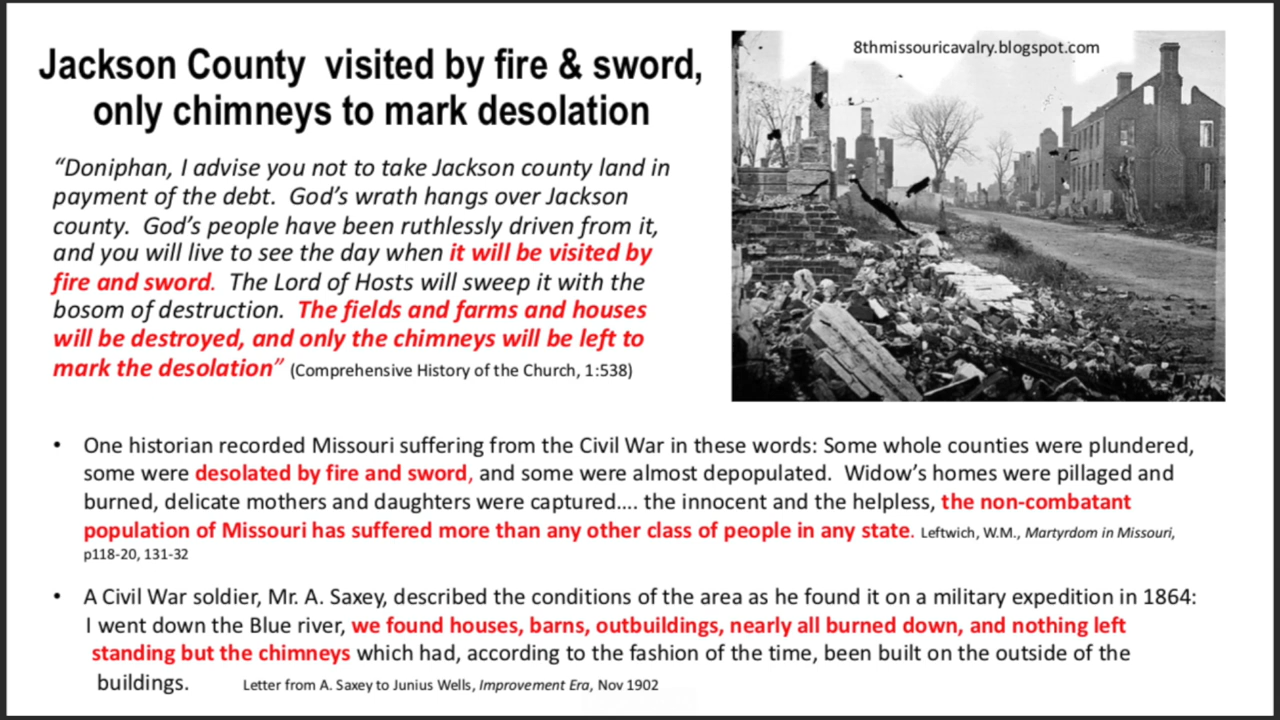 Jackson County  visited by fire & sword,
only chimneys to mark desolation
8thmissouricavalry.blogspot.com
“Doniphan, I advise you not to take Jackson county land in
payment of the debt.  God’s wrath hangs over Jackson
county.  God’s people have been ruthlessly driven from it,
and you will live to see the day when it will be visited by
fire and sword.  The Lord of Hosts will sweep it with the
bosom of destruction.  The fields and farms and houses
will be destroyed, and only the chimneys will be left to
mark the desolation” (Comprehensive History of the Church, 1:538)
• One historian recorded Missouri suffering from the Civil War in these words: Some whole counties were plundered,
some were desolated by fire and sword, and some were almost depopulated.  Widow’s homes were pillaged and
burned, delicate mothers and daughters were captured…. the innocent and the helpless, the non-combatant
population of Missouri has suffered more than any other class of people in any state. Leftwich, W.M., Martyrdom in Missouri,
p118-20, 131-32
• A Civil War soldier, Mr. A. Saxey, described the conditions of the area as he found it on a military expedition in 1864:
I went down the Blue river, we found houses, barns, outbuildings, nearly all burned down, and nothing left
standing but the chimneys which had, according to the fashion of the time, been built on the outside of the
buildings. Letter from A. Saxey to Junius Wells, Improvement Era, Nov 1902